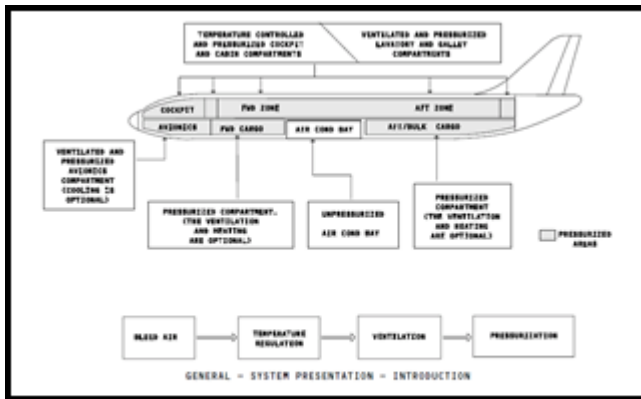 TEMPERATURE CONTROLLED
AND PRESSURIZED COCKPIT
AND CABIN COMPARTMENTS
VENTILATED AND PRESSURIZED
LAVATORY AND GALLEY
COMPARTMENTS
COCKPIT
FWD ZONE
AFT ZONE
AVIONICS
FWD CARGO
AIR COND BAY
AFT/BULK CARGO
VENTILATED AND
PRESSURIZED
AVIONICS
COMPARTMENT
(COOLING IS
OPTIONAL)
PRESSURIZED COMPARTMENT.
(THE VENTILATION
AND HEATING
ARE OPTIONAL)
UNPRESSURIZED
AIR COND BAY
PRESSURIZED
COMPARTMENT
(THE VENTILATION
AND HEATING
ARE OPTIONAL)
PRESSURIZED
AREAS
BLEED AIR
TEMPERATURE
REGULATION
VENTILATION
PRESSURIZATION
GENERAL - SYSTEM PRESENTATION - INTRODUCTION